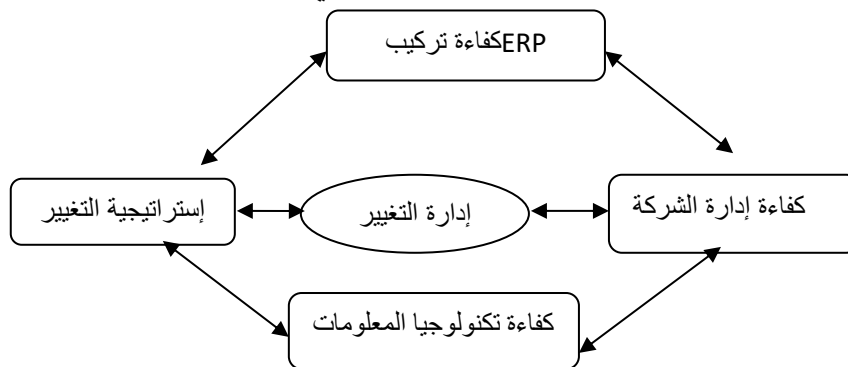 كفاءة تركيب ERP
كفاءة إدارة الشركة
إدارة التغيير
إستراتيجية التغيير
كفاءة تكنولوجيا المعلومات